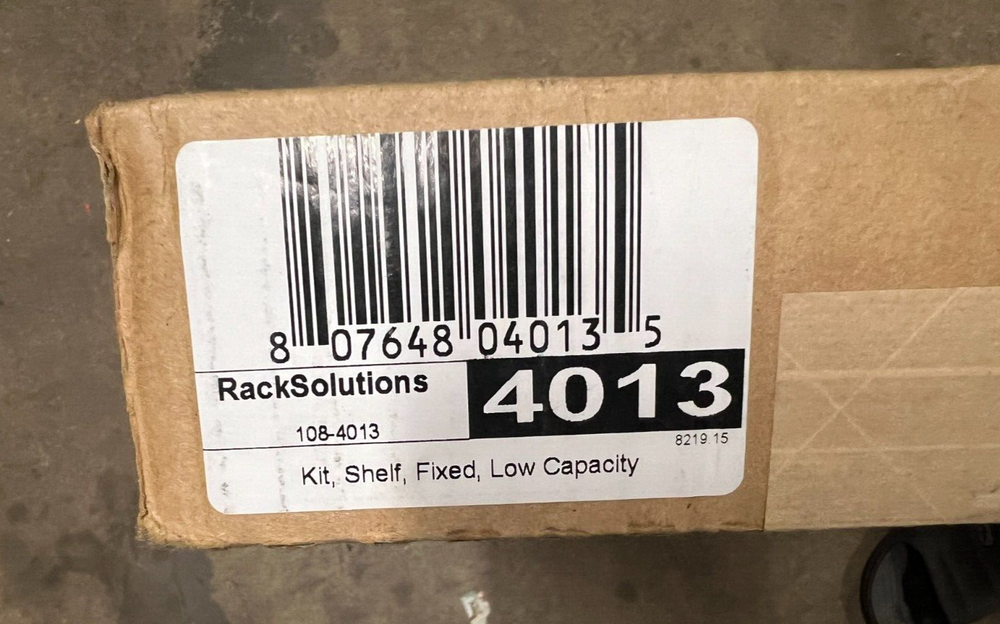 8 07648 04013 5
RackSolutions
4013
108-4013
8219.15
Kit, Shelf, Fixed, Low Capacity